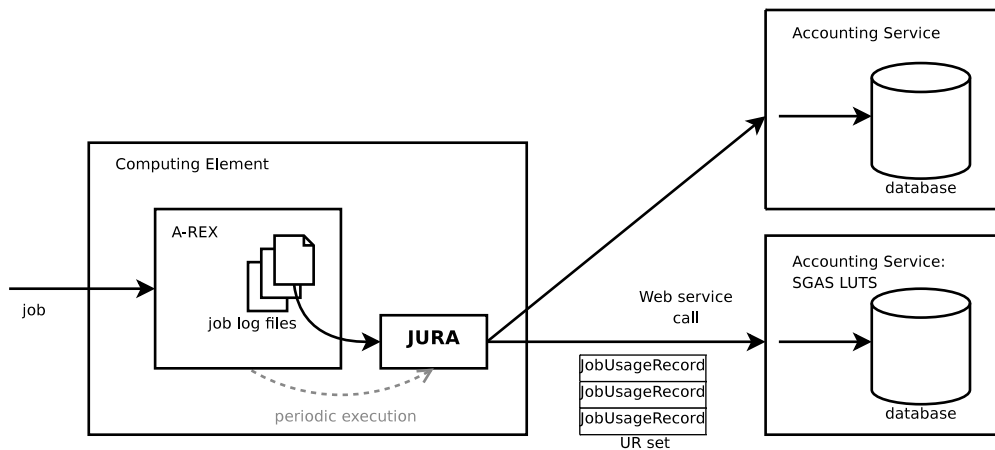 Accounting Service
database
Computing Element
A-REX
job log files
job
JURA
periodic execution
Web service
call
JobUsageRecord
JobUsageRecord
JobUsageRecord
UR set
Accounting Service:
SGAS LUTS
database